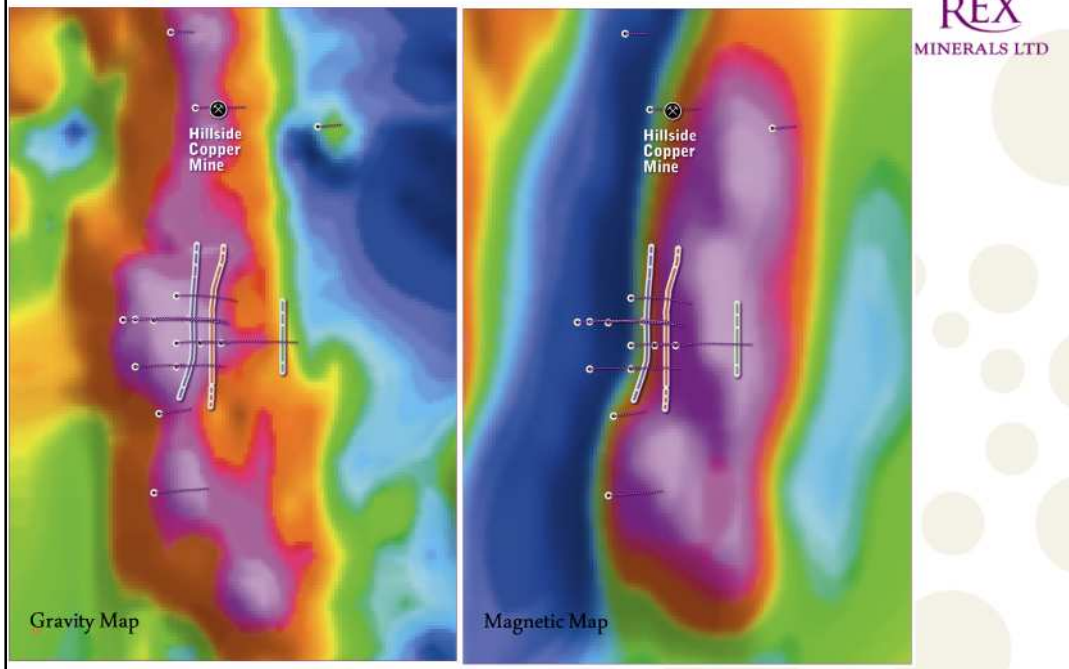 REX
MINERALS LTD
Hillside
Copper
Mine
Hillside
Copper
Mine
Gravity Map
Magnetic Map